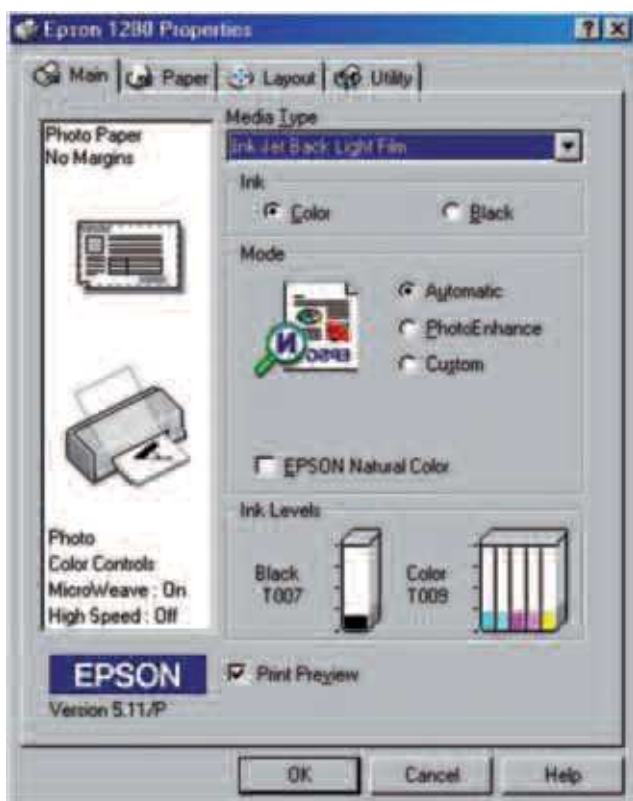 Epson 1280 Properties
Main
Paper
Layout
Utility
Photo Paper
No Margins
Media Type
Ink Jet Back Light Film
Ink
Color
Black
Mode
Automatic
PhotoEnhance
Custom
EPSON
EPSON Natural Color
Ink Levels
Black
T007
Color
T009
Photo
Color Controls
MicroWeave : On
High Speed : Off
EPSON
Print Preview
Version 5.11/P
OK
Cancel
Help